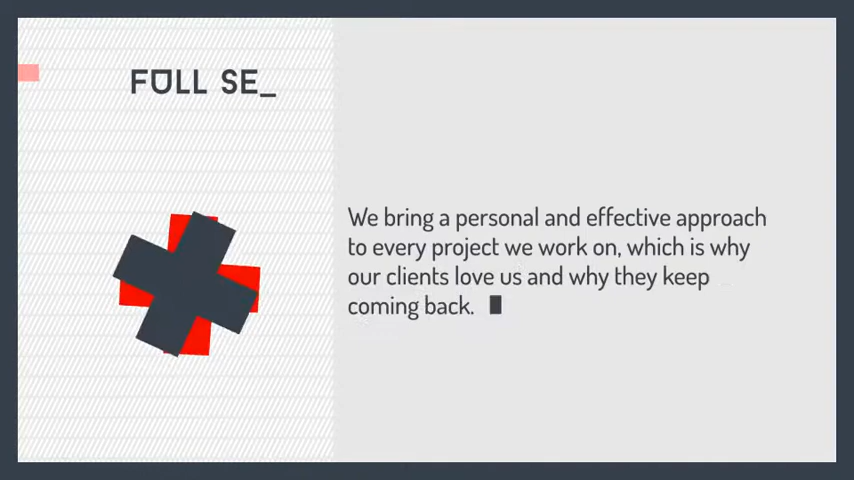 FULL SE_
We bring a personal and effective approach
to every project we work on, which is why
our clients love us and why they keep
coming back.